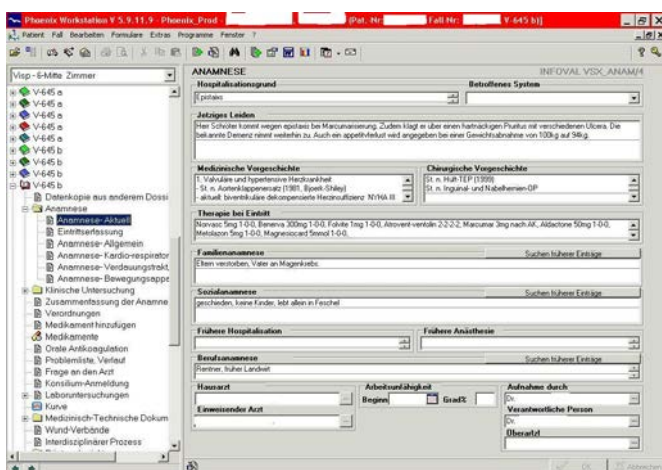 Phoenix Workstation V 5.9.11.9 - Phoenix_Prod - (Pat. Nr: Fall Nr: V-645 b)]
Patient Fall Bearbeiten Formulare Extras Programme Fenster ?
Visp - 6-Mitte Zimmer
V-645 a
V-645 a
V-645 a
V-645 a
V-645 b
V-645 b
V-645 b
V-645 b
Datenkopie aus anderem Dossi
Anamnese
Anamnese- Aktuell
Eintrittserfassung
Anamnese- Allgemein
Anamnese- Kardio-respirator
Anamnese- Verdauungstrakt,
Anamnese- Bewegungsappa
Klinische Untersuchung
Zusammenfassung der Anamne
Verordnungen
Medikament hinzufügen
Medikamente
Orale Antikoagulation
Problemliste, Verlauf
Frage an den Arzt
Konsilium-Anmeldung
Laboruntersuchungen
Kurve
Medizinisch-Technische Dokum
Wund-Verbände
Interdisziplinärer Prozess
ANAMNESE INFOVAL VSX_ANAM/4
Hospitalisationsgrund Betroffenes System
Epistaxis
Jetziges Leiden
Herr Schröter kommt wegen epistaxis bei Marcumarisierung. Zudem klagt er über einen hartnäckigen Pruritus mit verschiedenen Ulcera. Die
bekannte Demenz nimmt weiterhin zu. Auch ein appetitverlust wird angegeben bei einer Gewichtsabnahme von 100kg auf 94kg.
Medizinische Vorgeschichte Chirurgische Vorgeschichte
1. Valvuläre und hypertensive Herzkrankheit St. n. Hüft-TEP (1999)
- St. n. Aortenklappenersatz (1981, Bjoerk-Shiley) St. n. Inguinal- und Nabelhernien-OP
- aktuell: biventrikuläre dekompensierte Herzinsuffizienz NYHA III
Therapie bei Eintritt
Norvasc 5mg 1-0-0, Benerva 300mg 1-0-0, Folvite 1mg 1-0-0, Atrovent-ventolin 2-2-2-2, Marcumar 3mg nach AK, Aldactone 50mg 1-0-0,
Metolazon 5mg 1-0-0, Magnesiocard 5mmol 1-0-0,
Familienanamnese Suchen früherer Einträge
Eltern verstorben, Vater an Magenkrebs.
Sozialanamnese Suchen früherer Einträge
geschieden, keine Kinder, lebt allein in Feschel
Frühere Hospitalisation Frühere Anästhesie
Berufsanamnese Suchen früherer Einträge
Rentner, früher Landwirt
Hausarzt Arbeitsunfähigkeit Aufnahme durch
Beginn Grad% Dr.
Einweisender Arzt Verantwortliche Person
Dr.
Oberarzt
OK Abbrechen